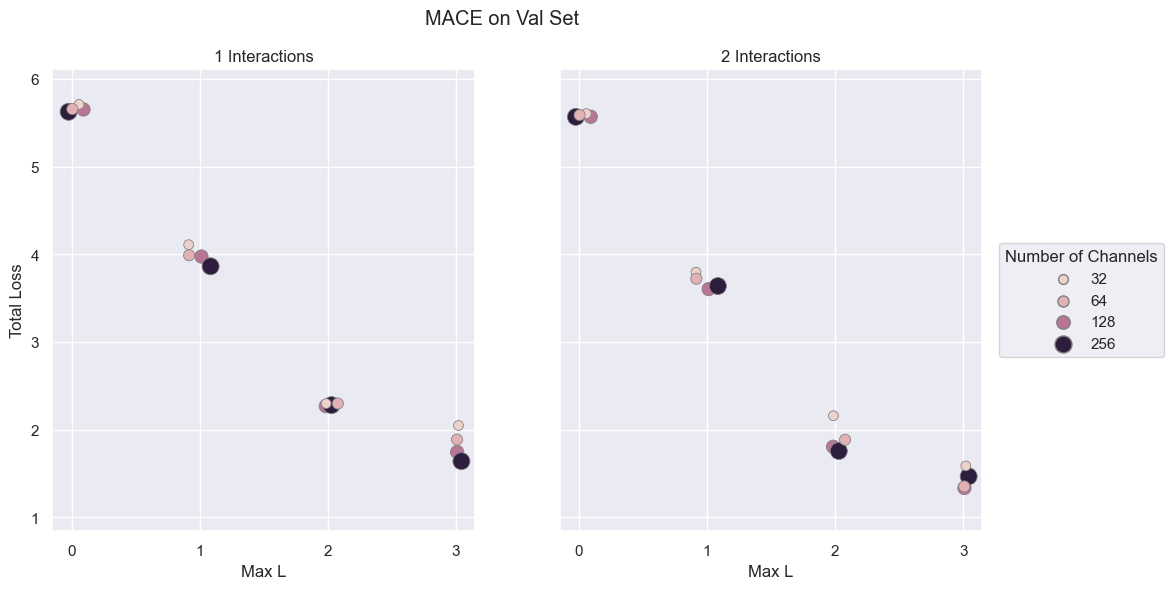 MACE on Val Set
1 Interactions
2 Interactions
6
5
4
3
2
1
Total Loss
0
1
2
3
Max L
0
1
2
3
Max L
Number of Channels
32
64
128
256